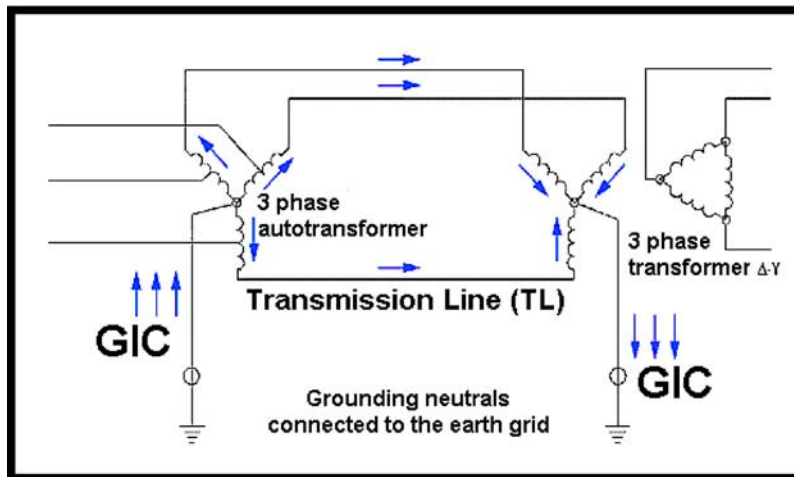 3 phase
autotransformer
3 phase
transformer Δ-Y
Transmission Line (TL)
GIC
GIC
Grounding neutrals
connected to the earth grid